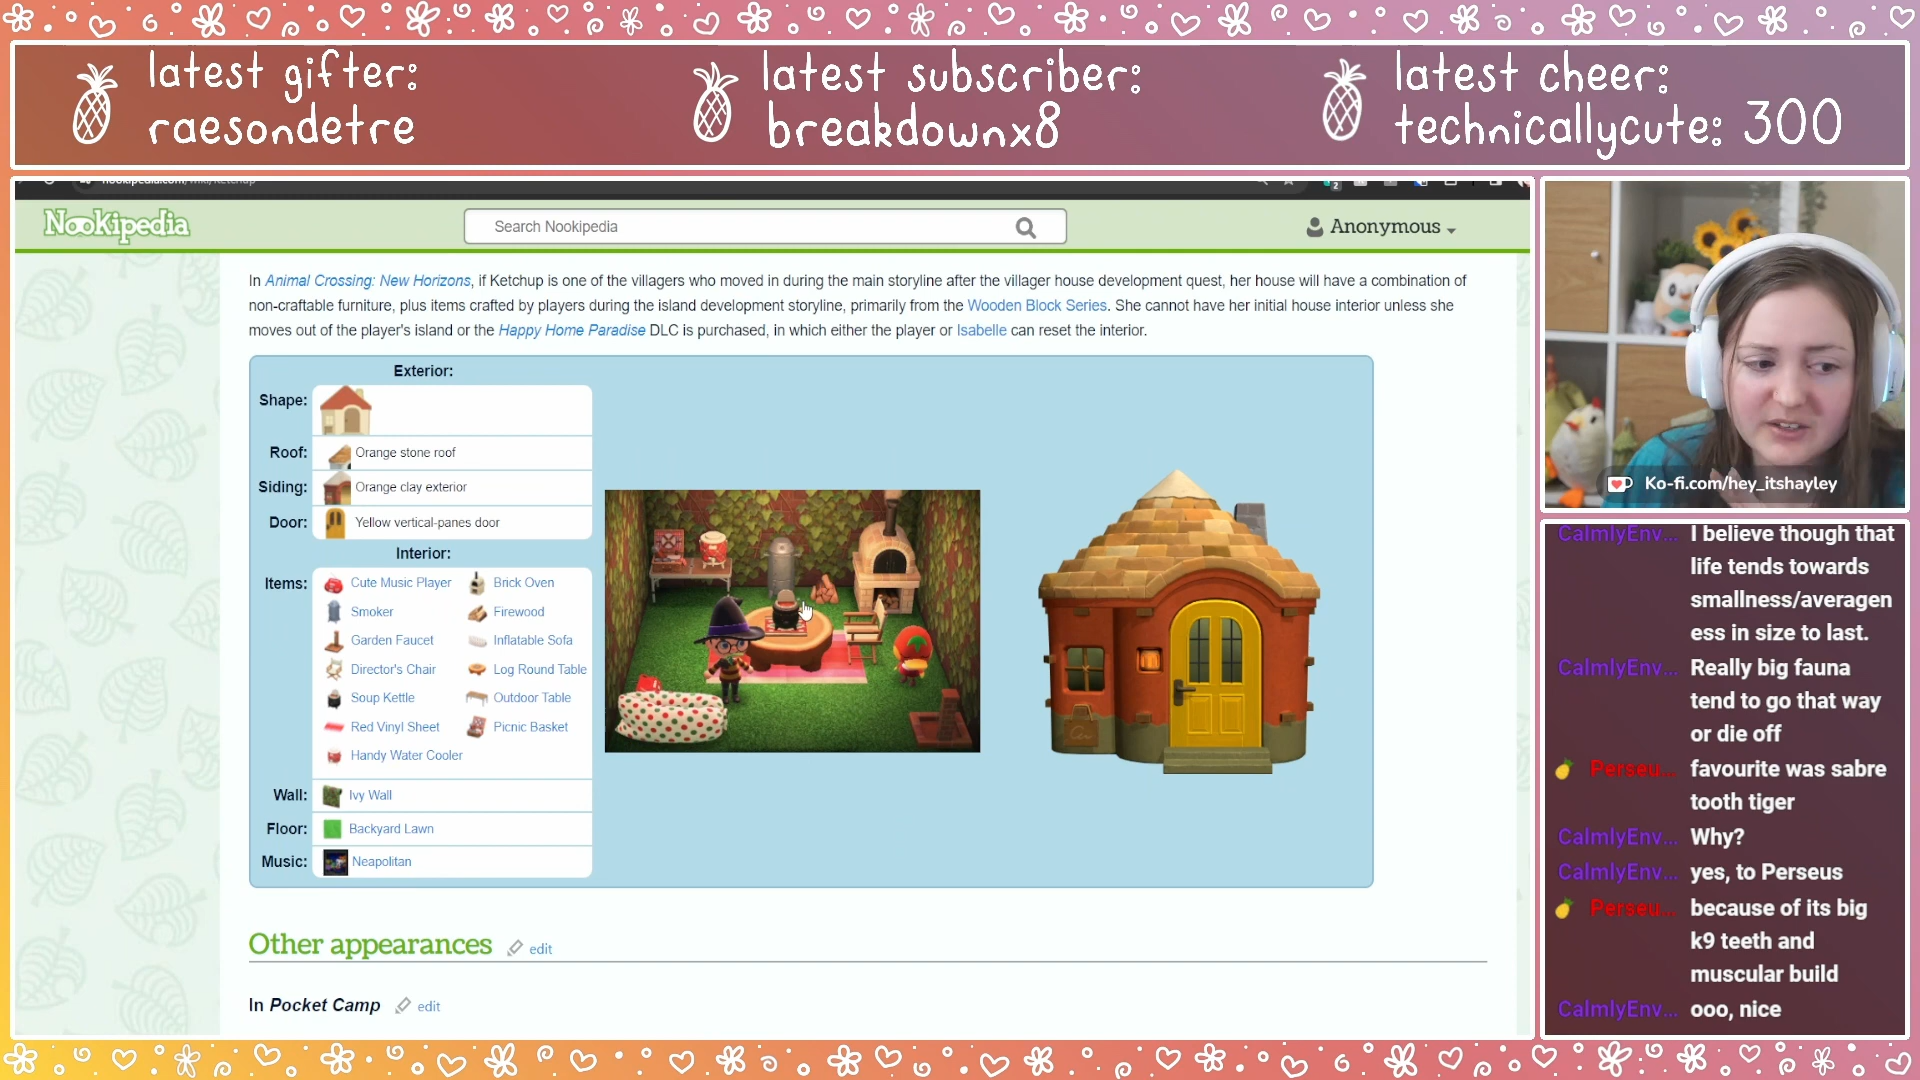 latest gifter:
raesondetre
latest subscriber:
breakdownx8
latest cheer:
technicallycute: 300
Nookipedia
Search Nookipedia
Anonymous
In Animal Crossing: New Horizons, if Ketchup is one of the villagers who moved in during the main storyline after the villager house development quest, her house will have a combination of
non-craftable furniture, plus items crafted by players during the island development storyline, primarily from the Wooden Block Series. She cannot have her initial house interior unless she
moves out of the player's island or the Happy Home Paradise DLC is purchased, in which either the player or Isabelle can reset the interior.
Exterior:
Shape:
Roof: Orange stone roof
Siding: Orange clay exterior
Door: Yellow vertical-panes door
Interior:
Items: Cute Music Player Brick Oven
Smoker Firewood
Garden Faucet Inflatable Sofa
Director's Chair Log Round Table
Soup Kettle Outdoor Table
Red Vinyl Sheet Picnic Basket
Handy Water Cooler
Wall: Ivy Wall
Floor: Backyard Lawn
Music: Neapolitan
Other appearances edit
In Pocket Camp edit
Ko-fi.com/hey_itshayley
CalmlyEnv... I believe though that
life tends towards
smallness/averagen
ess in size to last.
CalmlyEnv... Really big fauna
tend to go that way
or die off
Perseu... favourite was sabre
tooth tiger
CalmlyEnv... Why?
CalmlyEnv... yes, to Perseus
Perseu... because of its big
k9 teeth and
muscular build
CalmlyEnv... ooo, nice